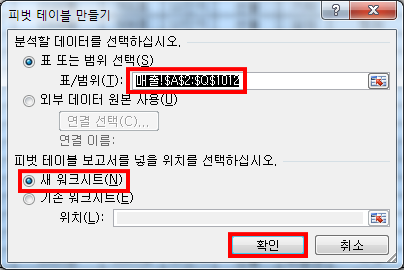 피벗 테이블 만들기
분석할 데이터를 선택하십시오.
표 또는 범위 선택(S)
표/범위(T): 매출!$A$2:$Q$1012
외부 데이터 원본 사용(U)
연결 선택(C)...
연결 이름:
피벗 테이블 보고서를 넣을 위치를 선택하십시오.
새 워크시트(N)
기존 워크시트(E)
위치(L):
확인 취소